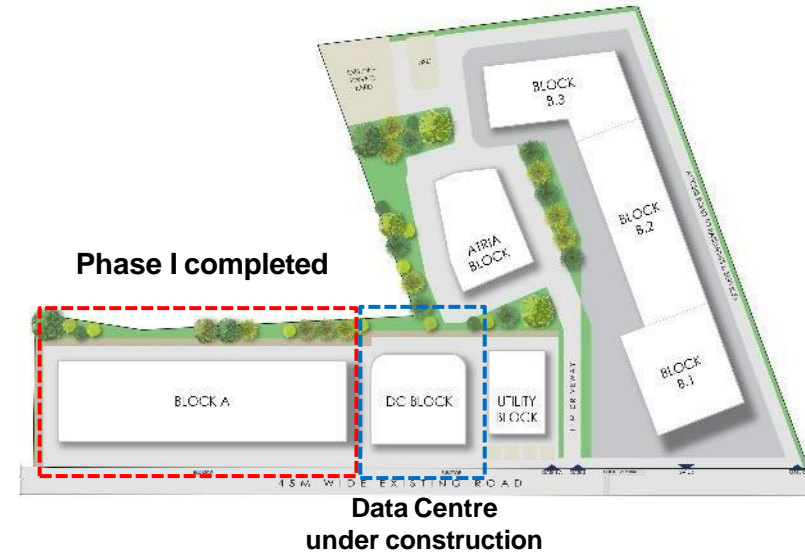 BLOCK
B.3
BLOCK
B.2
ATRIA
BLOCK
Phase I completed
BLOCK
B.1
BLOCK A
DC BLOCK
UTILITY
BLOCK
45M WIDE EXISTING ROAD
Data Centre
under construction